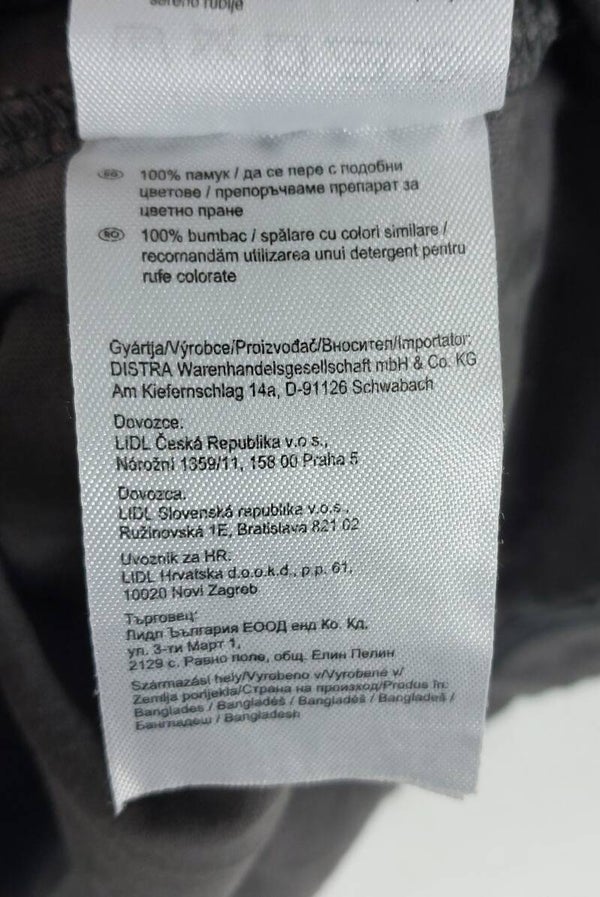 BG 100% памук / да се пере с подобни
цветове / препоръчваме препарат за
цветно пране
RO 100% bumbac / spălare cu colori similare /
recomandăm utilizarea unui detergent pentru
rufe colorate
Gyártja/Výrobce/Proizvođač/Вносител/Importator:
DISTRA Warenhandelsgesellschaft mbH & Co. KG
Am Kiefernschlag 14a, D-91126 Schwabach
Dovozce:
LIDL Česká Republika v.o s.,
Nárožní 1359/11, 158 00 Praha 5
Dovozca:
LIDL Slovenská republika v.o.s.,
Ružinovská 1E, Bratislava 821 02
Uvoznik za HR:
LIDL Hrvatska d.o.o.k.d., p.p. 61,
10020 Novi Zagreb
Търговец:
Лидл България ЕООД енд Ко. Кд,
ул. 3-ти Март 1,
2129 с. Равно поле, общ. Елин Пелин
Származási hely/Vyrobeno v/Vyrobené v/
Zemlja porijekla/Страна на произход/Produs în:
Banglades / Bangladéš / Bangladéš / Bangladeš /
Бангладеш / Bangladesh